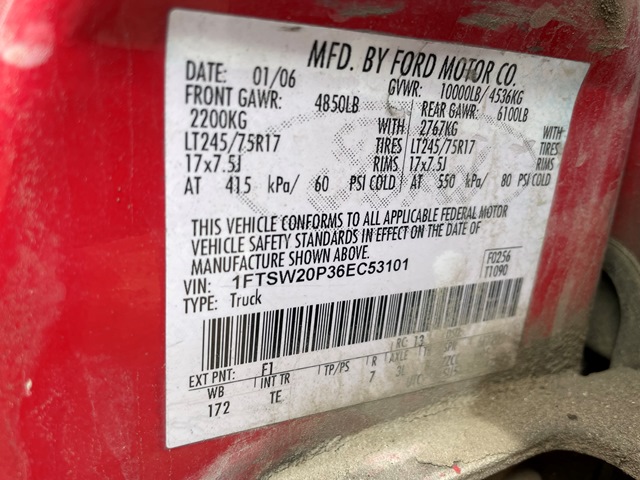 MFD. BY FORD MOTOR CO.
DATE: 01/06 GVWR: 10000LB/ 4536KG
FRONT GAWR: 4850LB REAR GAWR: 6100LB
2200KG WITH 2767KG WITH
LT245/75R17 TIRES LT245/75R17 TIRES
17x7.5J RIMS 17x7.5J RIMS
AT 415 kPa/ 60 PSI COLD AT 550 kPa/ 80 PSI COLD
THIS VEHICLE CONFORMS TO ALL APPLICABLE FEDERAL MOTOR
VEHICLE SAFETY STANDARDS IN EFFECT ON THE DATE OF
MANUFACTURE SHOWN ABOVE.
VIN: 1FTSW20P36EC53101 F0256
TYPE: Truck T1090
EXT PNT: F1 RC: 12
WB INT TR TP/PS R AXLE
172 TE 7 3L